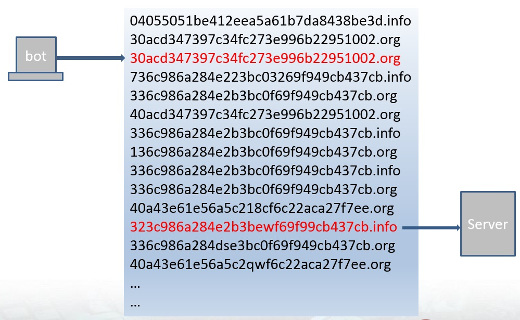 04055051be412eea5a61b7da8438be3d.info
30acd347397c34fc273e996b22951002.org
bot
30acd347397c34fc273e996b22951002.org
736c986a284e223bc03269f949cb437cb.info
336c986a284e2b3bc0f69f949cb437cb.org
40acd347397c34fc273e996b22951002.org
336c986a284e2b3bc0f69f949cb437cb.info
136c986a284e2b3bc0f69f949cb437cb.org
336c986a284e2b3bc0f69f949cb437cb.info
336c986a284e2b3bc0f69f949cb437cb.org
40a43e61e56a5c218cf6c22aca27f7ee.org
323c986a284e2b3bewf69f99cb437cb.info
Server
336c986a284dse3bc0f69f949cb437cb.org
40a43e61e56a5c2qwf6c22aca27f7ee.org
...
...